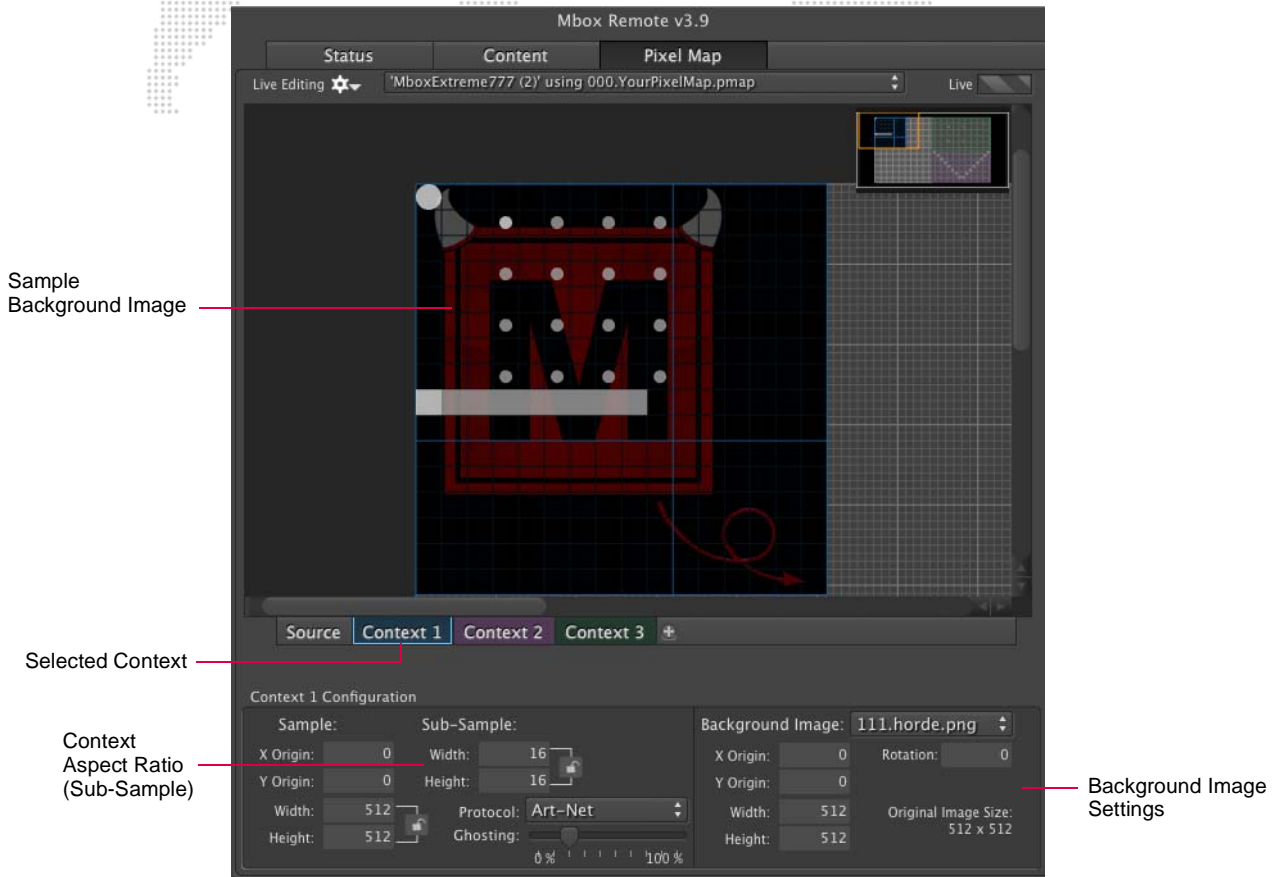 Mbox Remote v3.9
Status Content Pixel Map
Live Editing 'MboxExtreme777 (2)' using 000.YourPixelMap.pmap Live
Sample
Background Image
M
Source Context 1 Context 2 Context 3
Selected Context
Context 1 Configuration
Sample: Sub-Sample: Background Image: 111.horde.png
X Origin: 0 Width: 16 X Origin: 0 Rotation: 0
Y Origin: 0 Height: 16 Y Origin: 0
Width: 512 Protocol: Art-Net Width: 512 Original Image Size:
512 x 512
Height: 512 Ghosting: Height: 512
0 % 100 %
Context
Aspect Ratio
(Sub-Sample)
Background Image
Settings